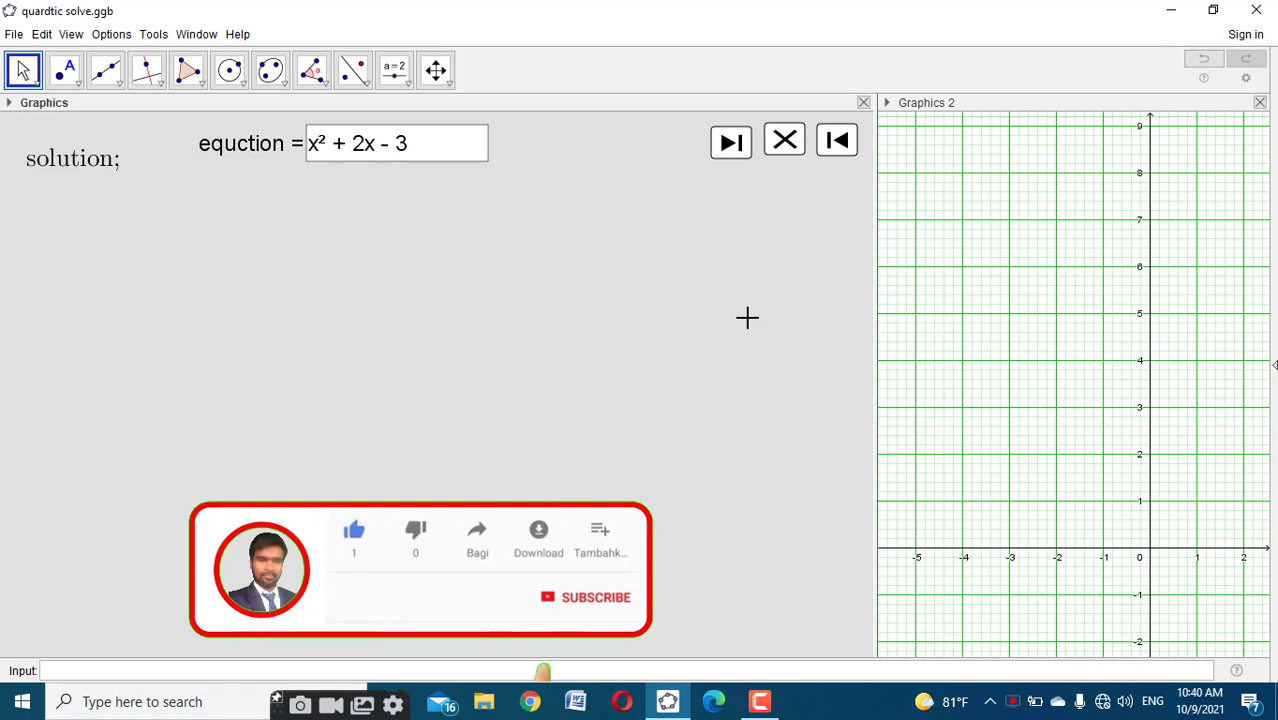 quardtic solve.ggb
File Edit View Options Tools Window Help
Sign in
A
a=2
Graphics
Graphics 2
equction = x² + 2x - 3
solution;
9
8
7
6
5
4
3
2
1
-5 -4 -3 -2 -1 0 1 2
-1
-2
1 0 Bagi Download Tambahk...
SUBSCRIBE
Input:
Type here to search
16
W
81°F
ENG
10:40 AM
10/9/2021
7